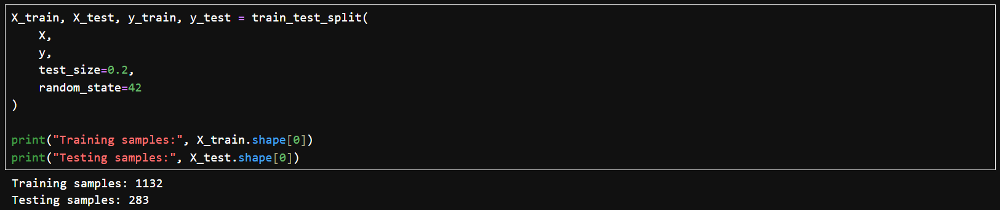 X_train, X_test, y_train, y_test = train_test_split(
    X,
    y,
    test_size=0.2,
    random_state=42
)
print("Training samples:", X_train.shape[0])
print("Testing samples:", X_test.shape[0])
Training samples: 1132
Testing samples: 283